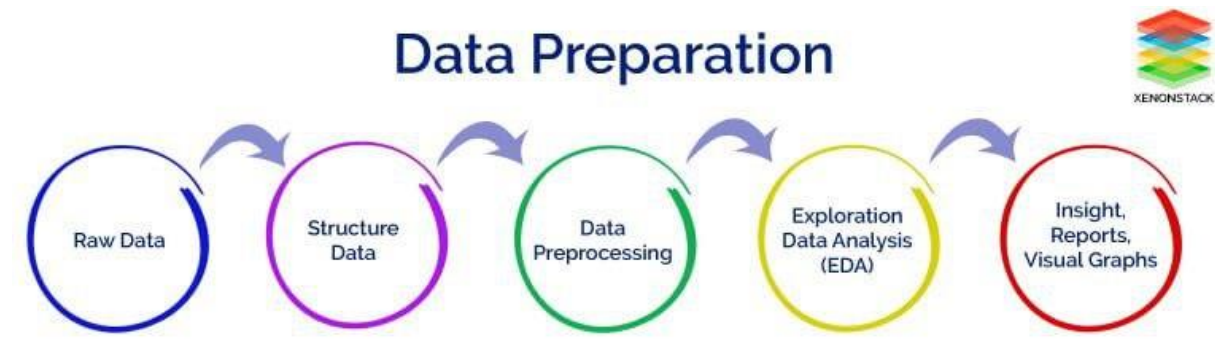 Data Preparation
XENONSTACK
Raw Data
Structure
Data
Data
Preprocessing
Exploration
Data Analysis
(EDA)
Insight,
Reports,
Visual Graphs